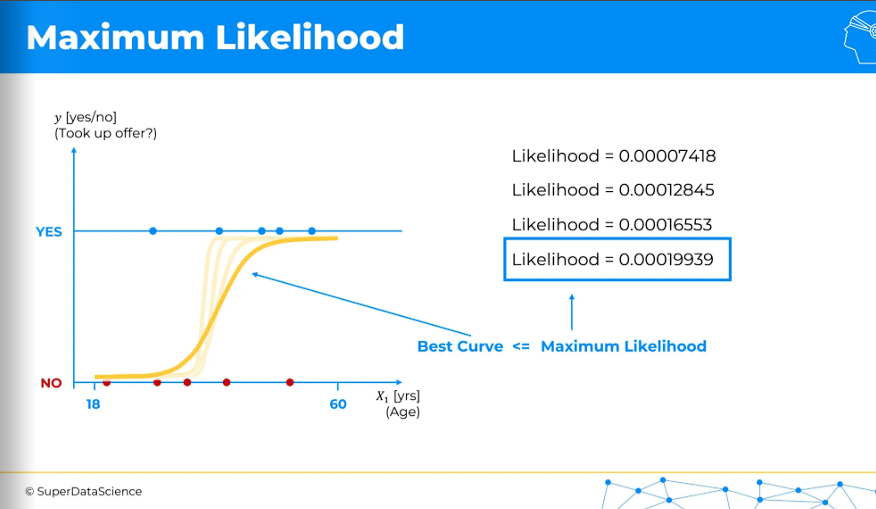 Maximum Likelihood
y [yes/no]
(Took up offer?)
YES
NO
18
60
X₁ [yrs]
(Age)
Likelihood = 0.00007418
Likelihood = 0.00012845
Likelihood = 0.00016553
Likelihood = 0.00019939
Best Curve <= Maximum Likelihood
© SuperDataScience